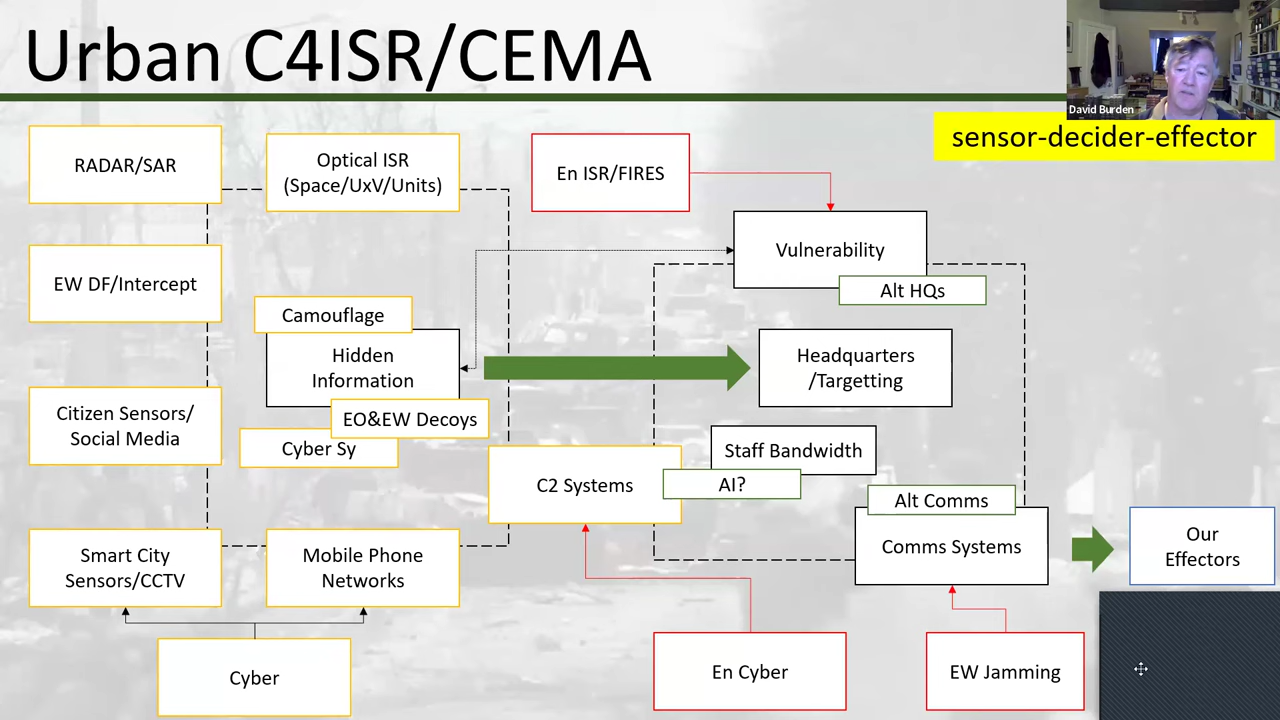 Urban C4ISR/CEMA
David Burden
sensor-decider-effector
RADAR/SAR
Optical ISR
(Space/UxV/Units)
En ISR/FIRES
Vulnerability
Alt HQs
EW DF/Intercept
Camouflage
Hidden
Information
EO&EW Decoys
Cyber Sy
Headquarters
/Targetting
Citizen Sensors/
Social Media
Staff Bandwidth
AI?
C2 Systems
Alt Comms
Comms Systems
Our
Effectors
Smart City
Sensors/CCTV
Mobile Phone
Networks
Cyber
En Cyber
EW Jamming